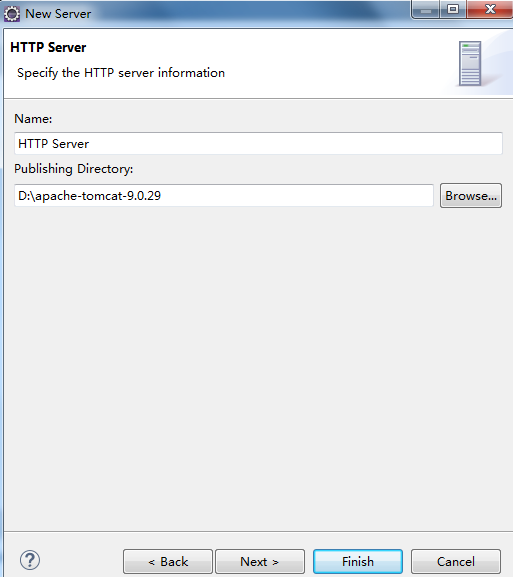 New Server
HTTP Server
Specify the HTTP server information
Name:
HTTP Server
Publishing Directory:
D:\apache-tomcat-9.0.29
Browse...
?
< Back
Next >
Finish
Cancel